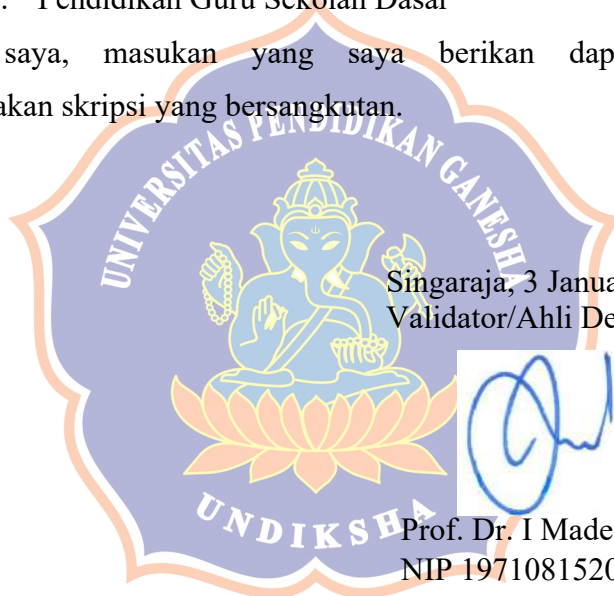 : Pendidikan Guru Sekolah Dasar
saya, masukan yang saya berikan dap
akan skripsi yang bersangkutan.
UNIVERSITAS PENDIDIKAN GANESHA
Singaraja, 3 Janua
Validator/Ahli De
UNDIKSHA
Prof. Dr. I Made
NIP 1971081520